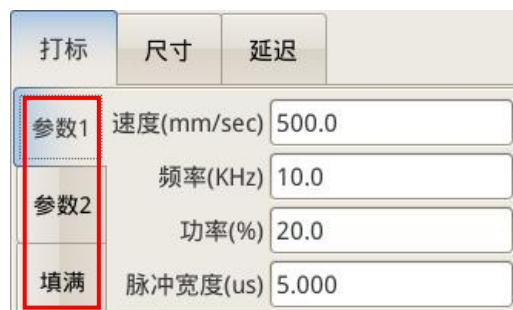 打标 尺寸 延迟
参数1 速度(mm/sec) 500.0
频率(KHz) 10.0
参数2
功率(%) 20.0
填满 脉冲宽度(us) 5.000